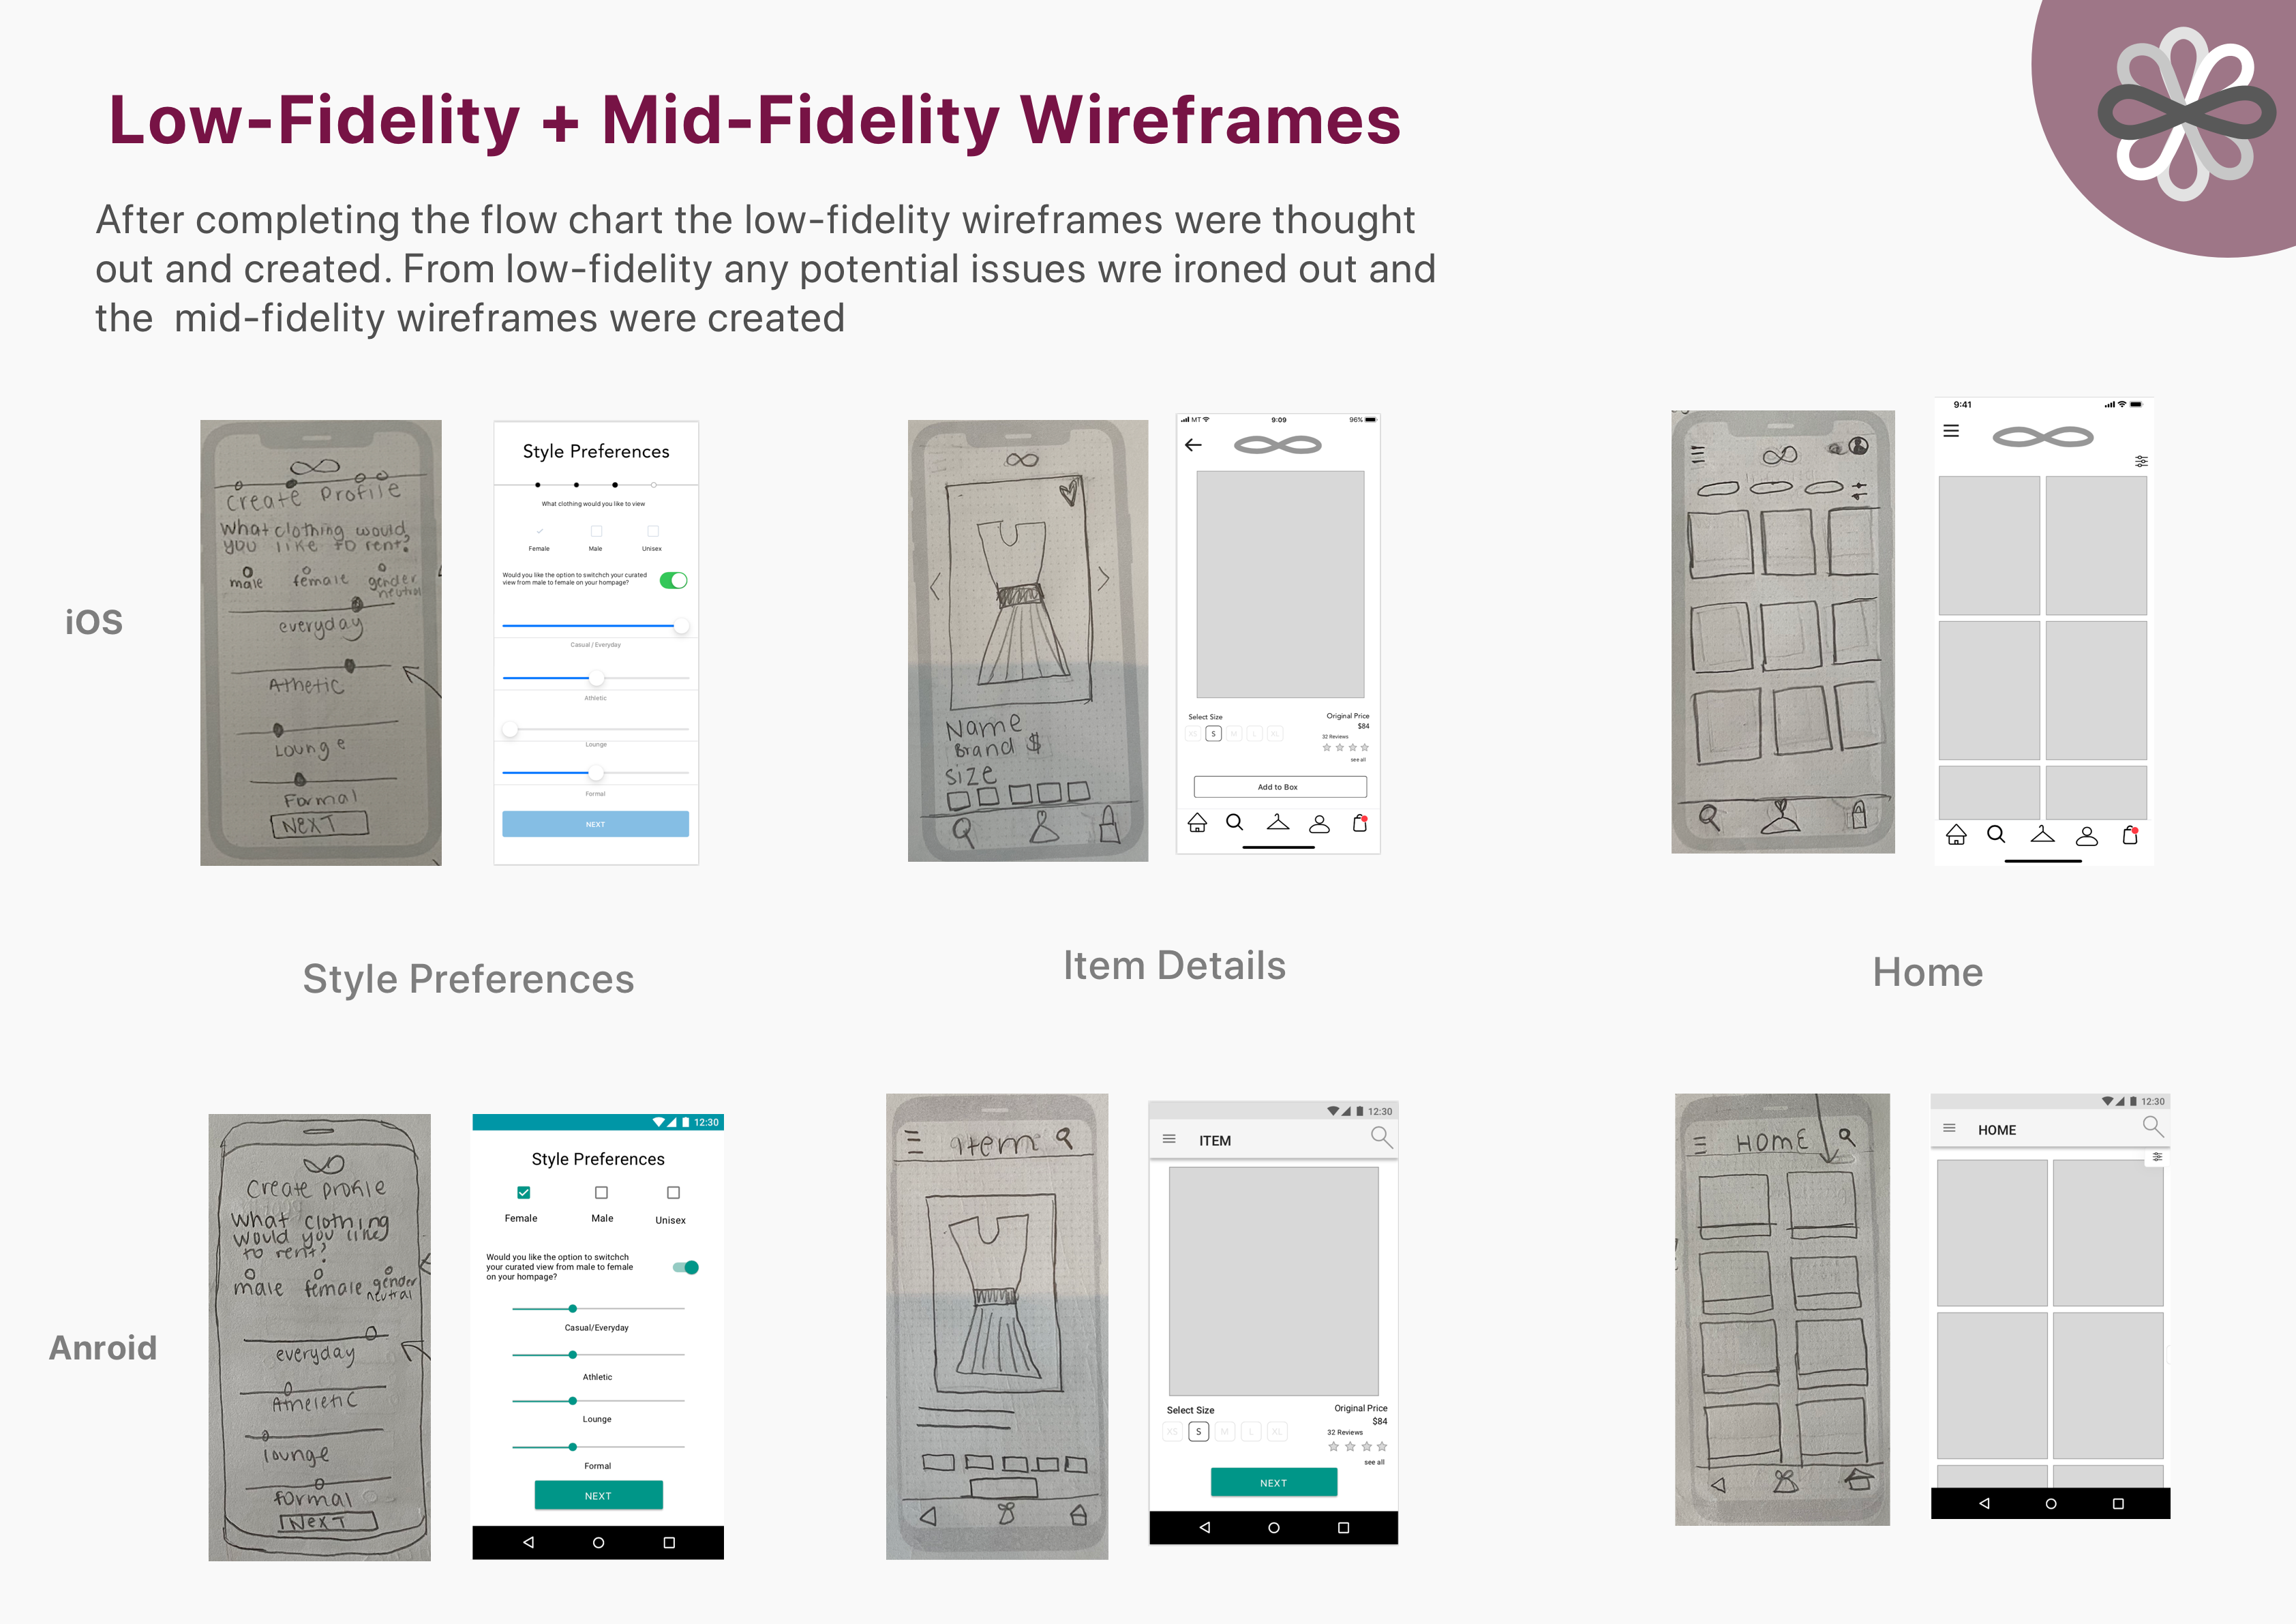 Low-Fidelity + Mid-Fidelity Wireframes
After completing the flow chart the low-fidelity wireframes were thought
out and created. From low-fidelity any potential issues wre ironed out and
the  mid-fidelity wireframes were created
iOS
Create Profile
What clothing would,
you like to rent?
male female gender
neutral
everyday
Athetic
Lounge
Formal
NEXT
Style Preferences
What clothing would you like to view
Female Male Unisex
Would you like the option to switchch your curated
view from male to female on your hompage?
Casual / Everyday
Athletic
Lounge
Formal
NEXT
Name
Brand $
size
MT 9:09 96%
Select Size
XS S M L XL
Original Price
$84
32 Reviews
see all
Add to Box
9:41
Style Preferences
Item Details
Home
Anroid
Create profile
What clothing
would you like
to rent?
male female gender
neutral
everyday
Atheletic
lounge
formal
NEXT
12:30
Style Preferences
Female Male Unisex
Would you like the option to switchch
your curated view from male to female
on your hompage?
Casual/Everyday
Athletic
Lounge
Formal
NEXT
item
12:30
ITEM
Select Size
XS S M L XL
Original Price
$84
32 Reviews
see all
NEXT
HOME
12:30
HOME